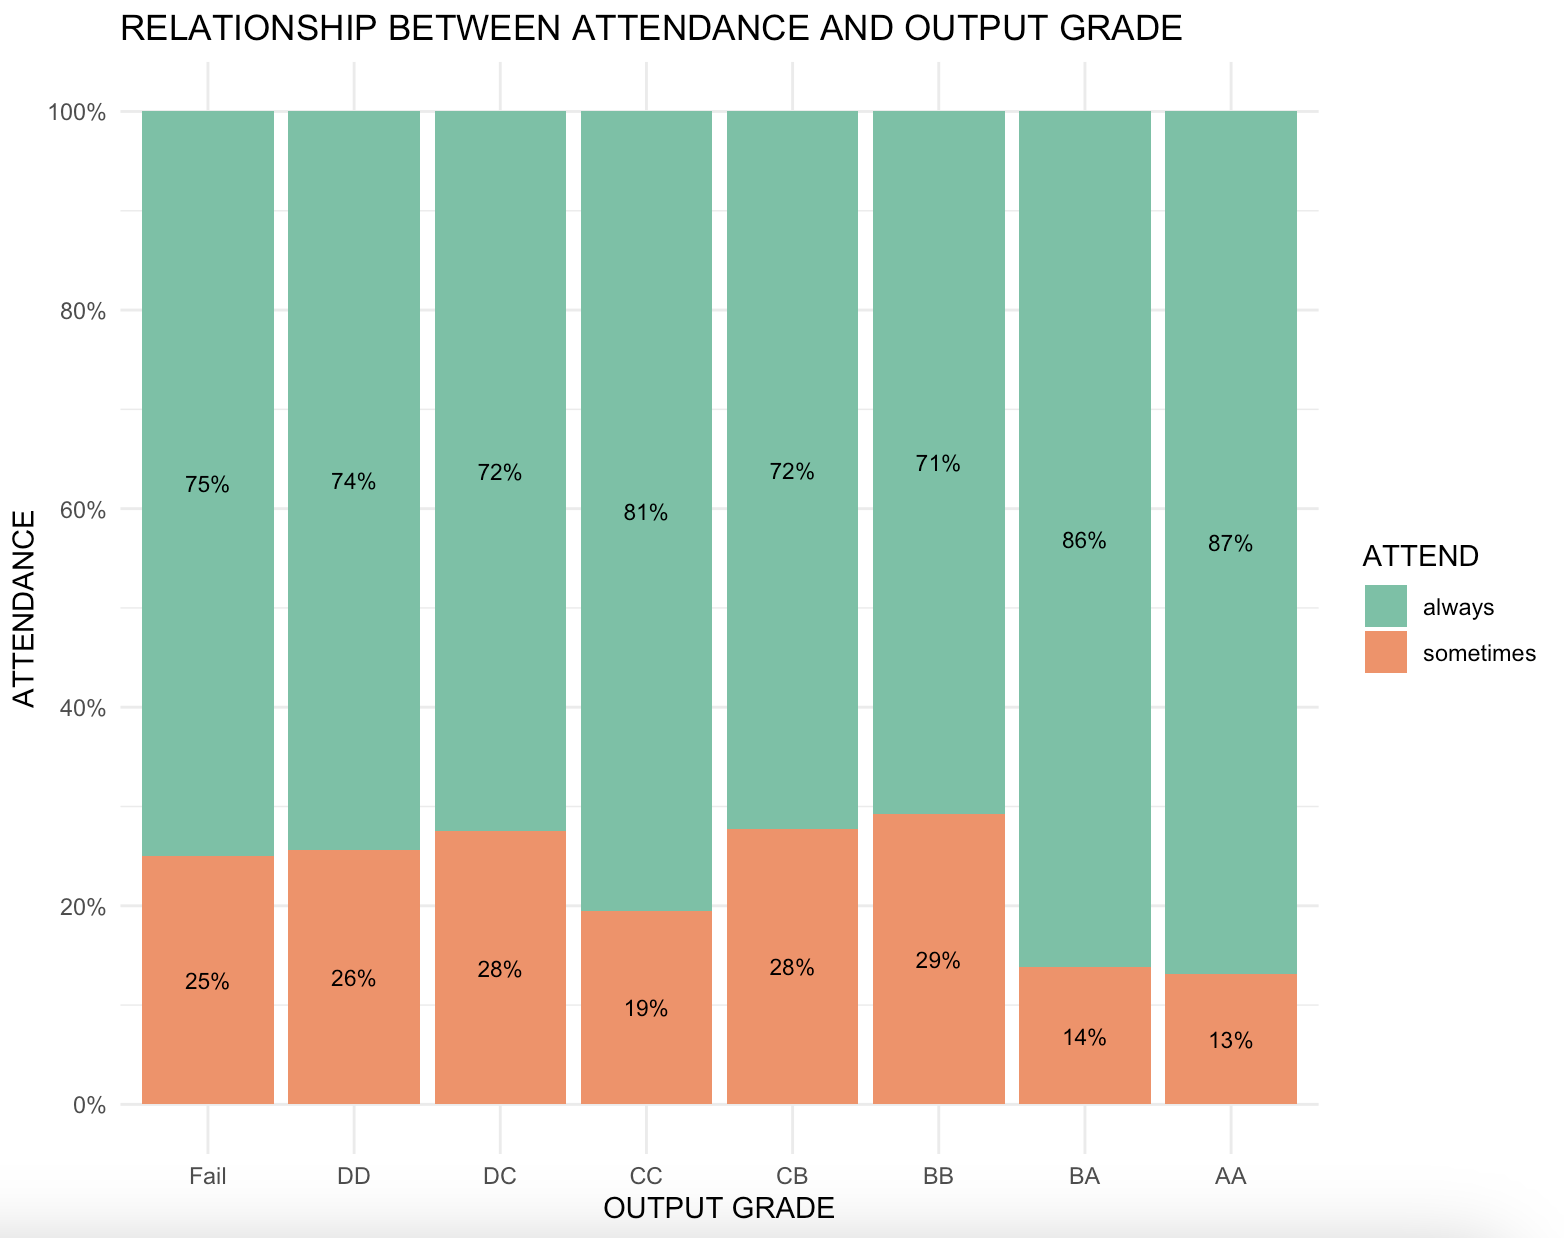 RELATIONSHIP BETWEEN ATTENDANCE AND OUTPUT GRADE
100%
80%
60%
40%
20%
0%
ATTENDANCE
75%
74%
72%
81%
72%
71%
86%
87%
25%
26%
28%
19%
28%
29%
14%
13%
Fail
DD
DC
CC
CB
BB
BA
AA
OUTPUT GRADE
ATTEND
always
sometimes